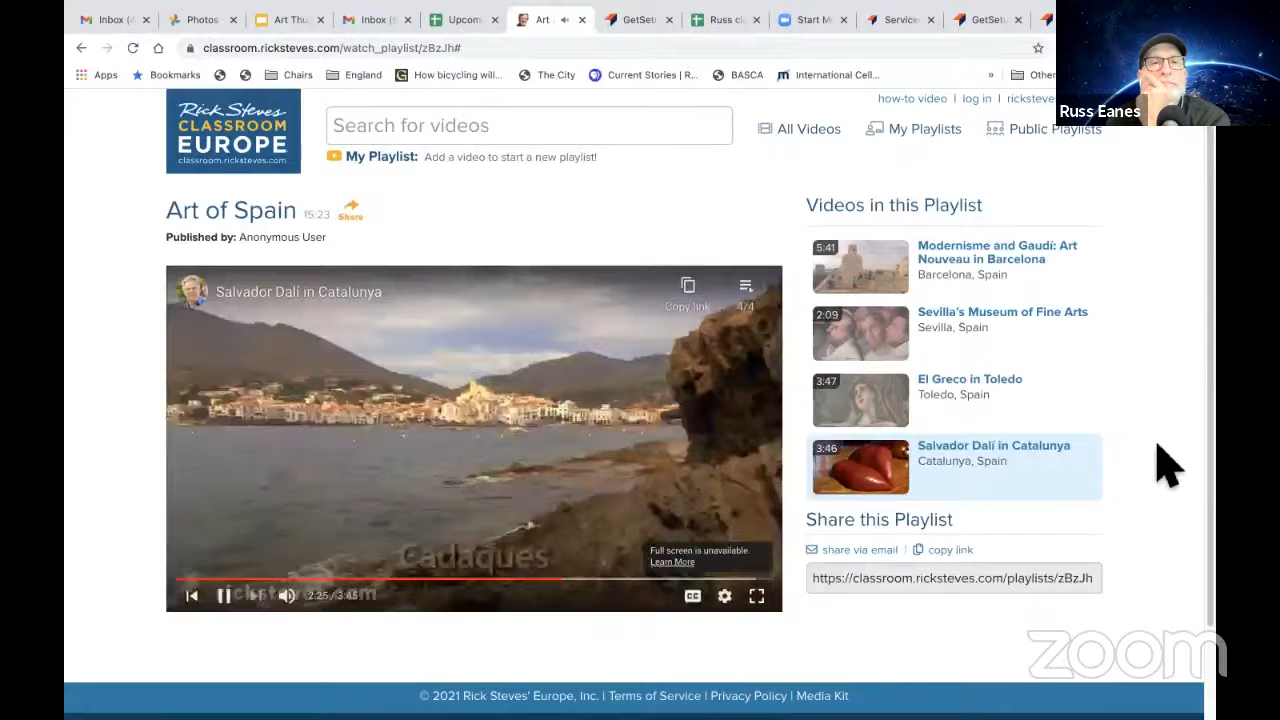 Inbox (4
Photos
Art Thu
Inbox (
Upcom
Art
GetSet
Russ cl
Start M
Service
GetSetu
classroom.ricksteves.com/watch_playlist/zBzJh#
Apps
Bookmarks
Chairs
England
How bicycling will...
The City
Current Stories | R...
BASCA
International Cell...
»
Other
Russ Eanes
Rick Steves
CLASSROOM
EUROPE
classroom.ricksteves.com
Search for videos
how-to video | log in | ricksteve
All Videos
My Playlists
Public Playlists
My Playlist: Add a video to start a new playlist!
Art of Spain 15:23 Share
Published by: Anonymous User
Salvador Dalí in Catalunya
Copy link
4/4
Cadaques
Full screen is unavailable.
Learn More
2:25 / 3:45
CC
Videos in this Playlist
5:41
Modernisme and Gaudí: Art
Nouveau in Barcelona
Barcelona, Spain
2:09
Sevilla's Museum of Fine Arts
Sevilla, Spain
3:47
El Greco in Toledo
Toledo, Spain
3:46
Salvador Dalí in Catalunya
Catalunya, Spain
Share this Playlist
share via email | copy link
https://classroom.ricksteves.com/playlists/zBzJh
zoom
© 2021 Rick Steves' Europe, Inc. | Terms of Service | Privacy Policy | Media Kit